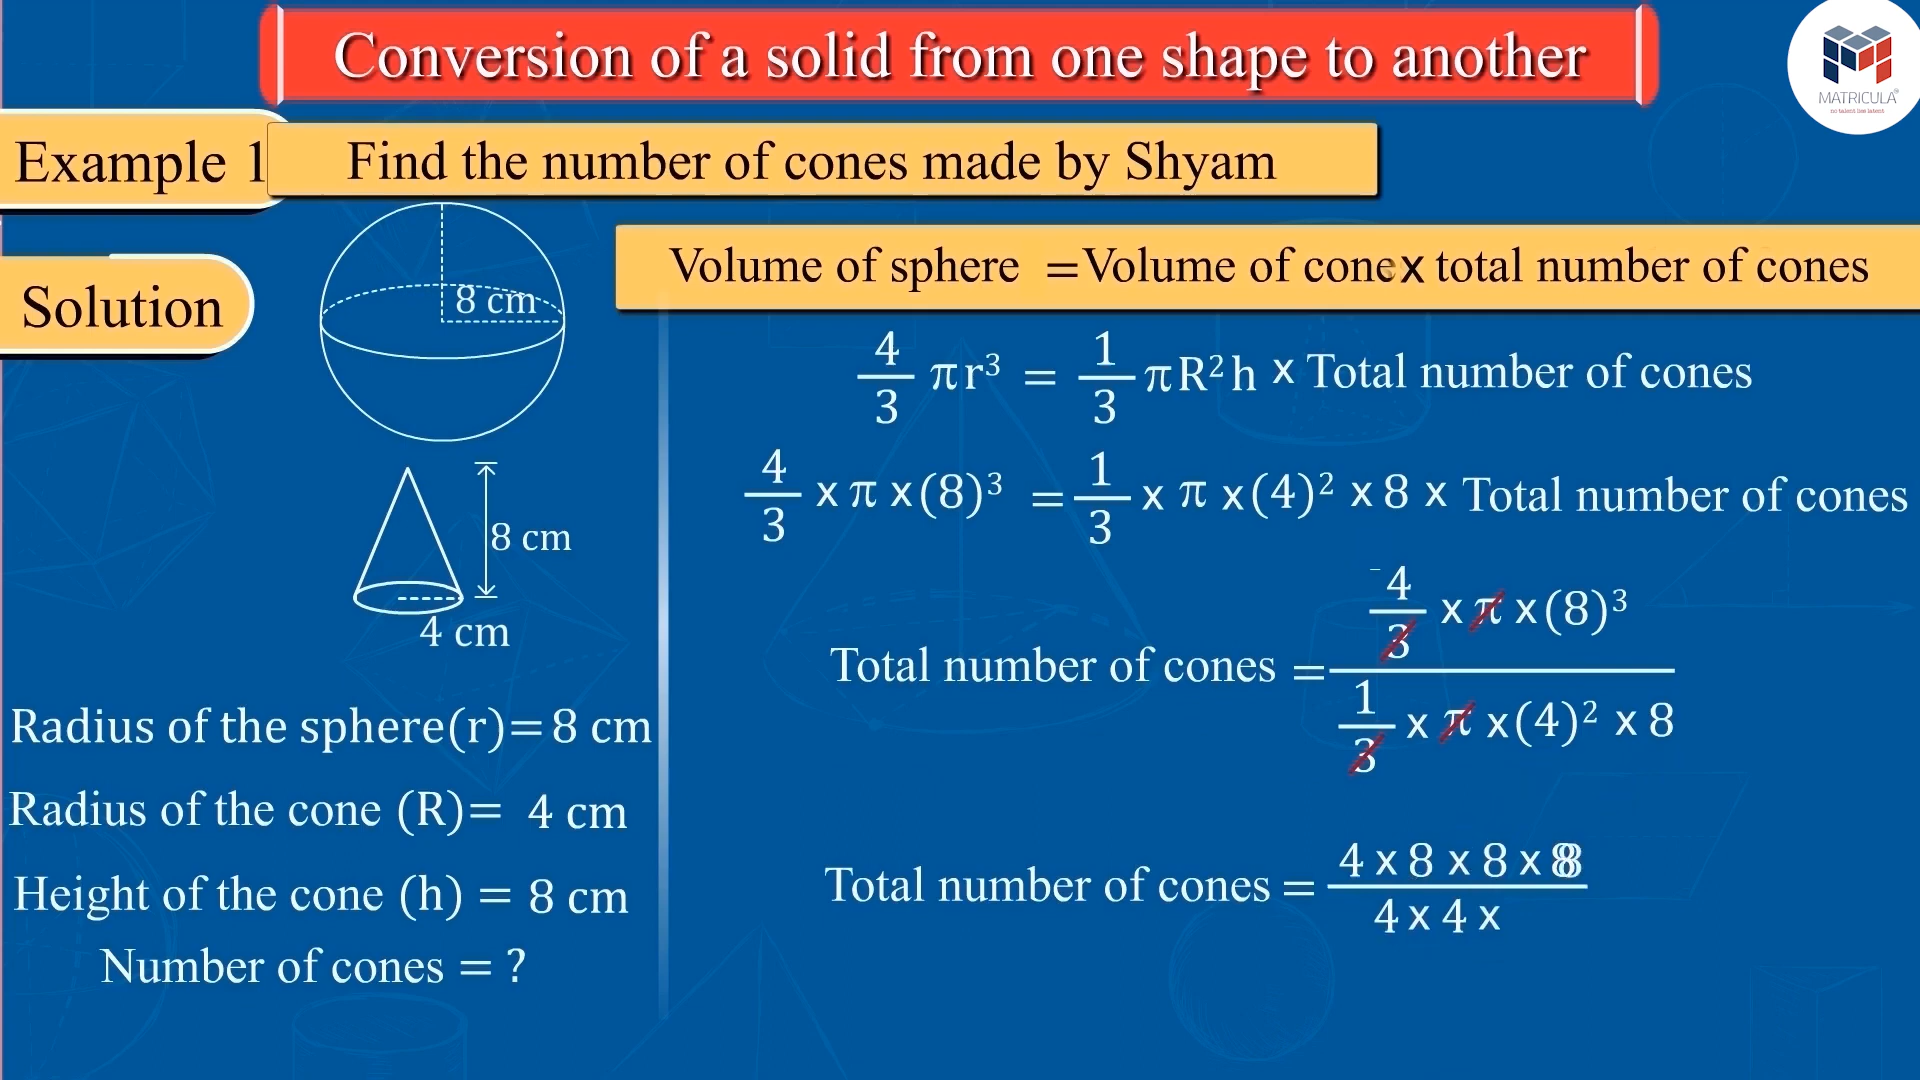 Conversion of a solid from one shape to another
MATRICULA
no talent lies latent
Example 1
Find the number of cones made by Shyam
Solution
8 cm
8 cm
4 cm
Radius of the sphere(r)= 8 cm
Radius of the cone (R)= 4 cm
Height of the cone (h) = 8 cm
Number of cones = ?
Volume of sphere = Volume of cone x total number of cones
4/3 πr³ = 1/3 πR²h x Total number of cones
4/3 x π x (8)³ = 1/3 x π x (4)² x 8 x Total number of cones
Total number of cones = 4/3 x π x (8)³ / 1/3 x π x (4)² x 8
Total number of cones = 4 x 8 x 8 x 8 / 4 x 4 x